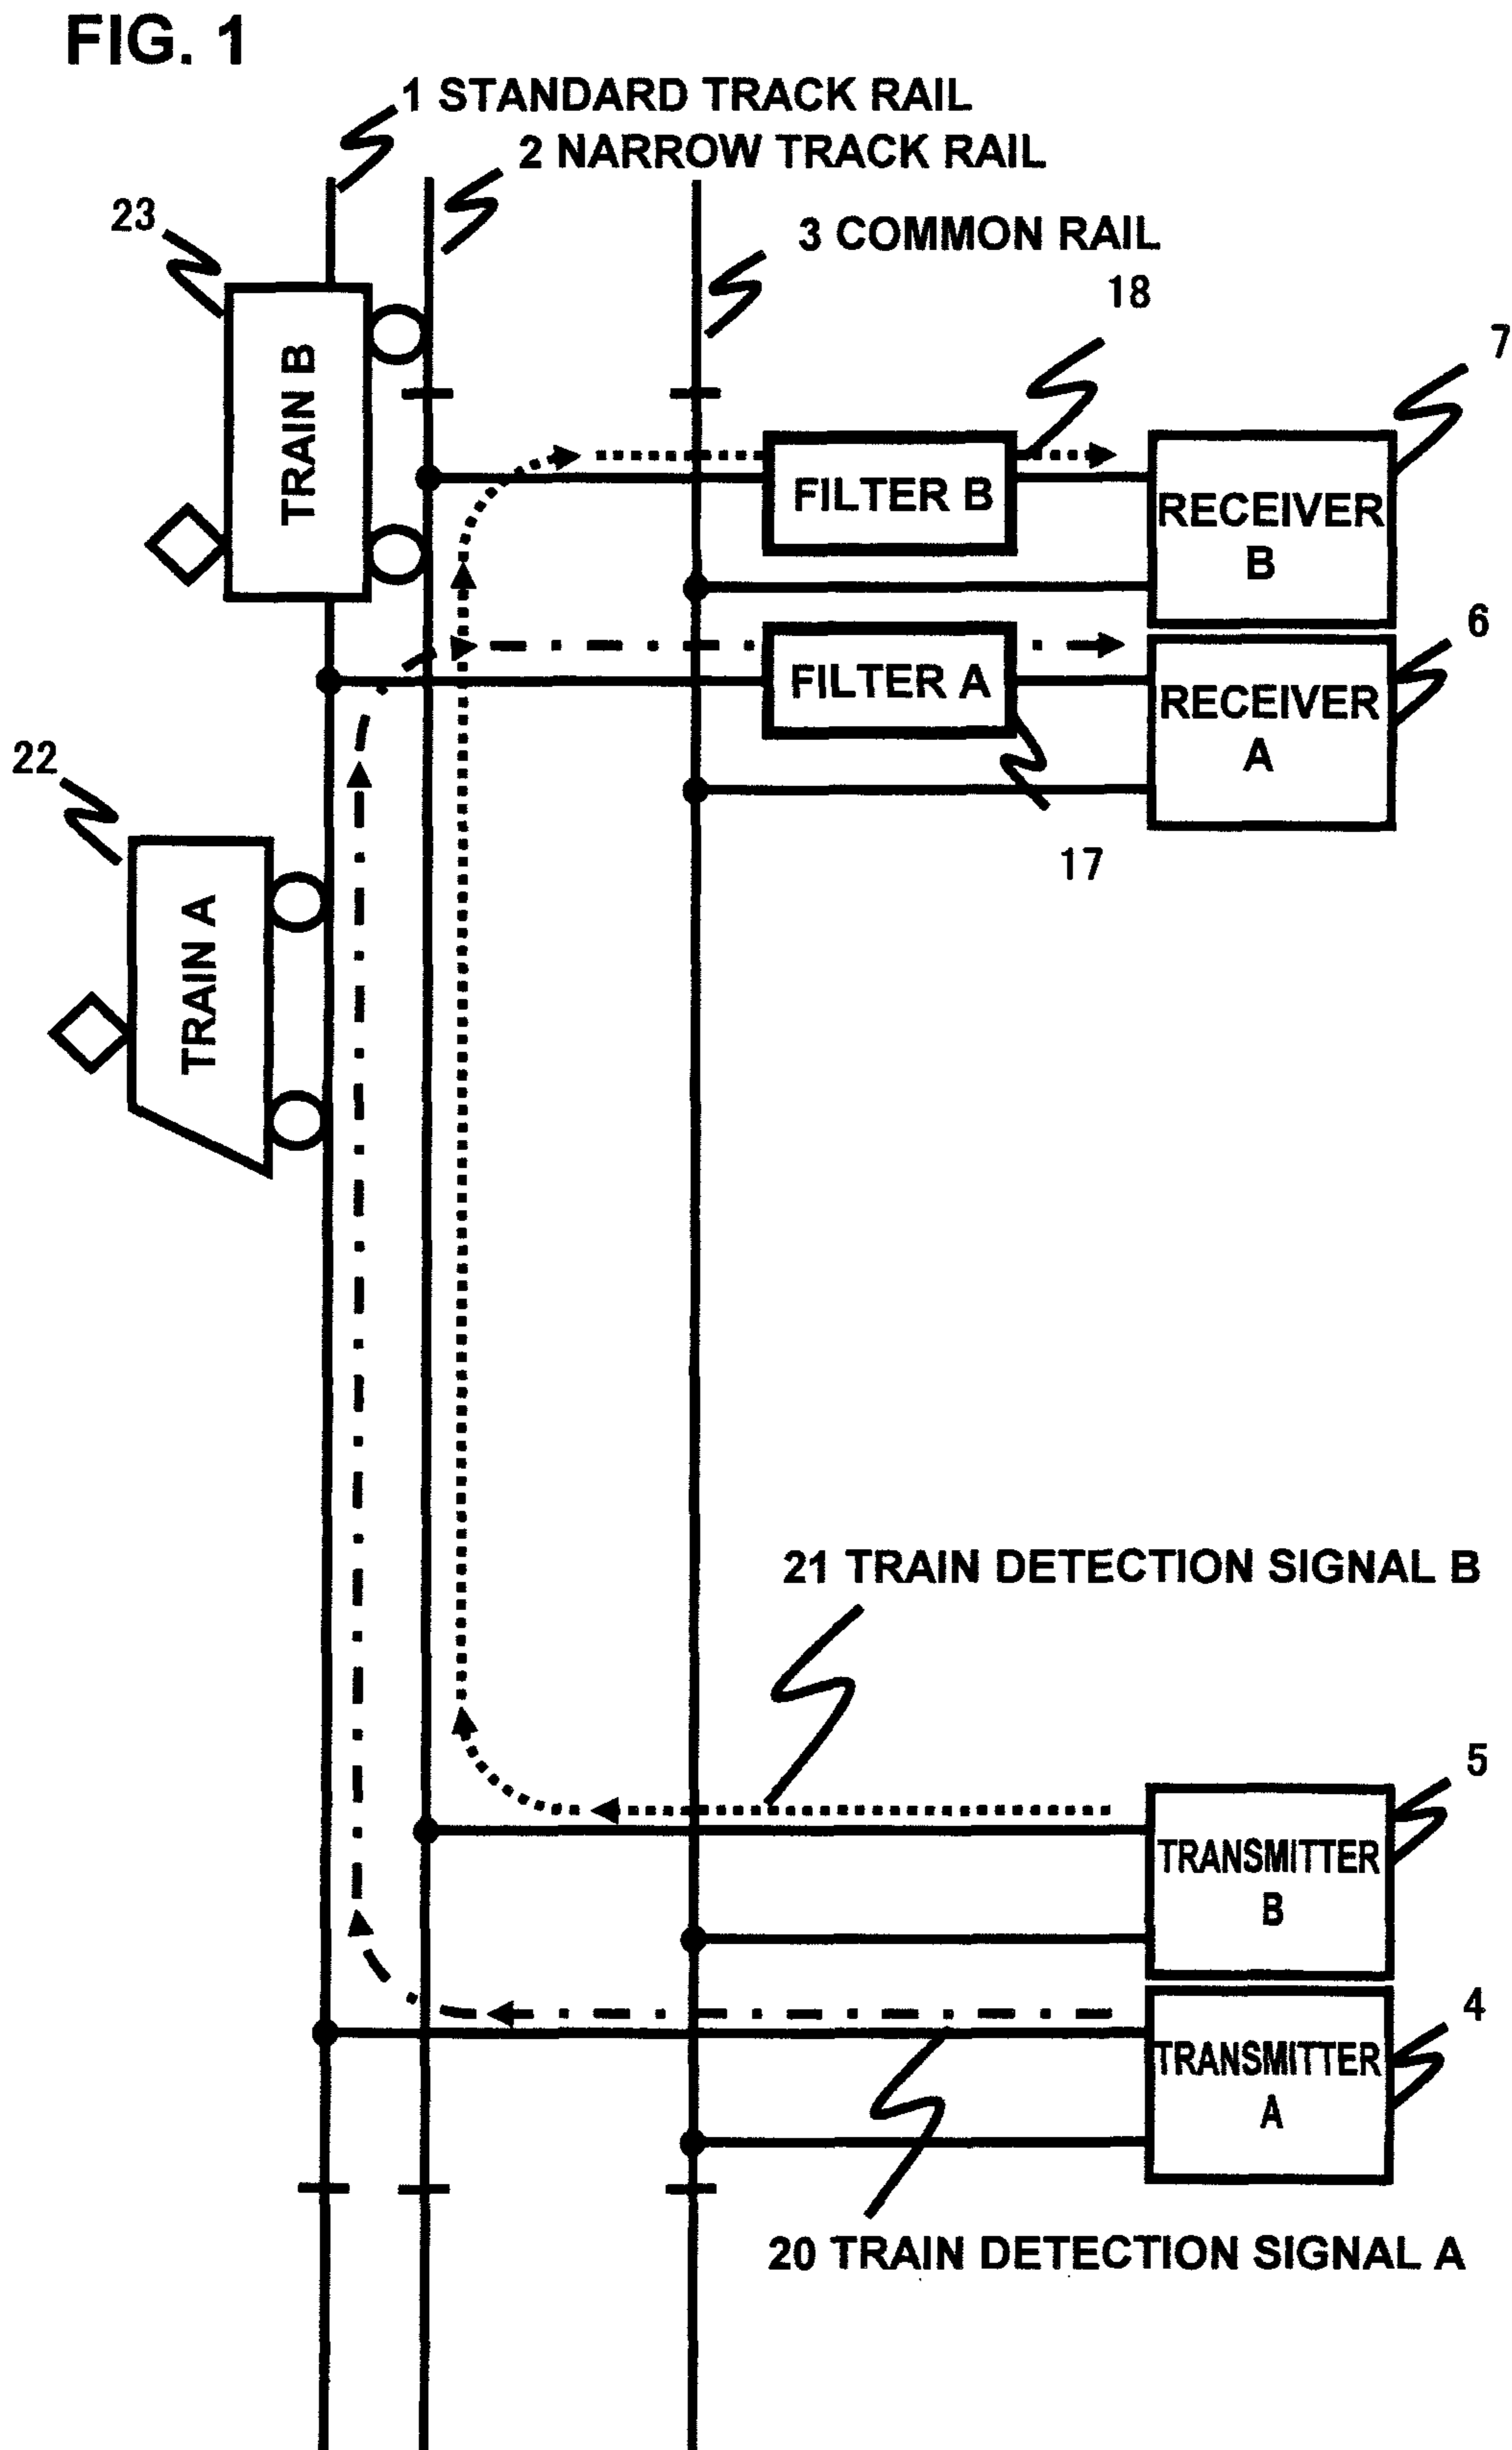 FIG. 1
1 STANDARD TRACK RAIL
2 NARROW TRACK RAIL
23
3 COMMON RAIL
18
7
TRAIN B
FILTER B
RECEIVER
B
6
FILTER A
RECEIVER
A
22
17
TRAIN A
21 TRAIN DETECTION SIGNAL B
5
TRANSMITTER
B
4
TRANSMITTER
A
20 TRAIN DETECTION SIGNAL A